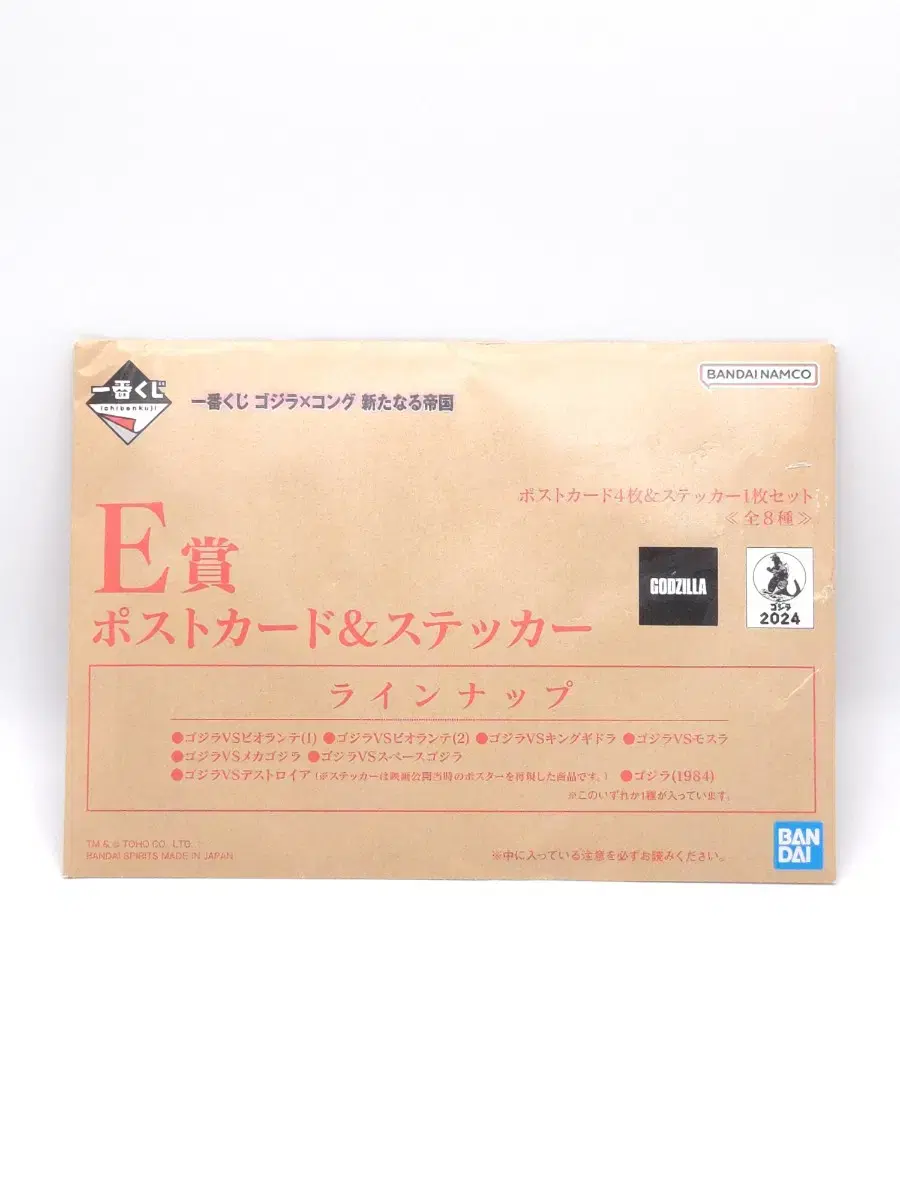 一番くじ
ichibankuji
一番くじ ゴジラ×コング 新たなる帝国
BANDAI NAMCO
ポストカード4枚&ステッカー1枚セット
≪全8種≫
E賞
ポストカード&ステッカー
GODZILLA
ゴジラ
2024
ラインナップ
●ゴジラVSビオランテ(1) ●ゴジラVSビオランテ(2) ●ゴジラVSキングギドラ ●ゴジラVSモスラ
●ゴジラVSメカゴジラ ●ゴジラVSスペースゴジラ
●ゴジラVSデストロイア(※ステッカーは映画公開当時のポスターを再現した商品です。) ●ゴジラ(1984)
※このいずれか1種が入っています。
TM & © TOHO CO., LTD.
BANDAI SPIRITS MADE IN JAPAN
※中に入っている注意を必ずお読みください。
BAN
DAI